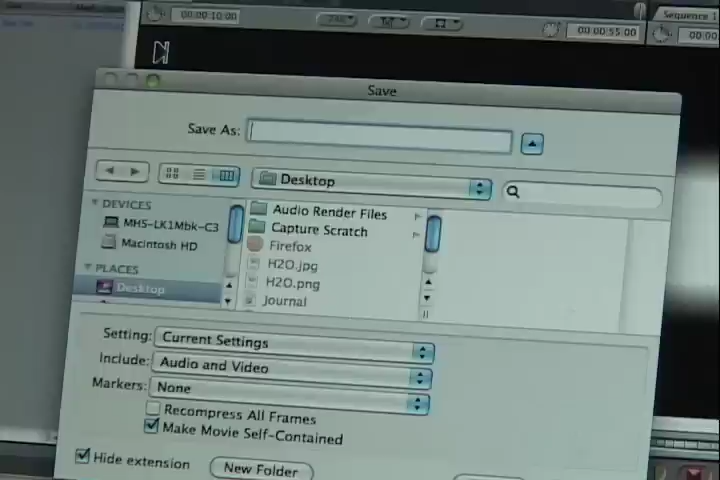 00:00:10:00
00:00:55:00
Sequence 1
Save
Save As:
Desktop
DEVICES
MHS-LK1Mbk-C3
Macintosh HD
PLACES
Desktop
Audio Render Files
Capture Scratch
Firefox
H2O.jpg
H2O.png
Journal
Setting: Current Settings
Include: Audio and Video
Markers: None
Recompress All Frames
Make Movie Self-Contained
Hide extension
New Folder